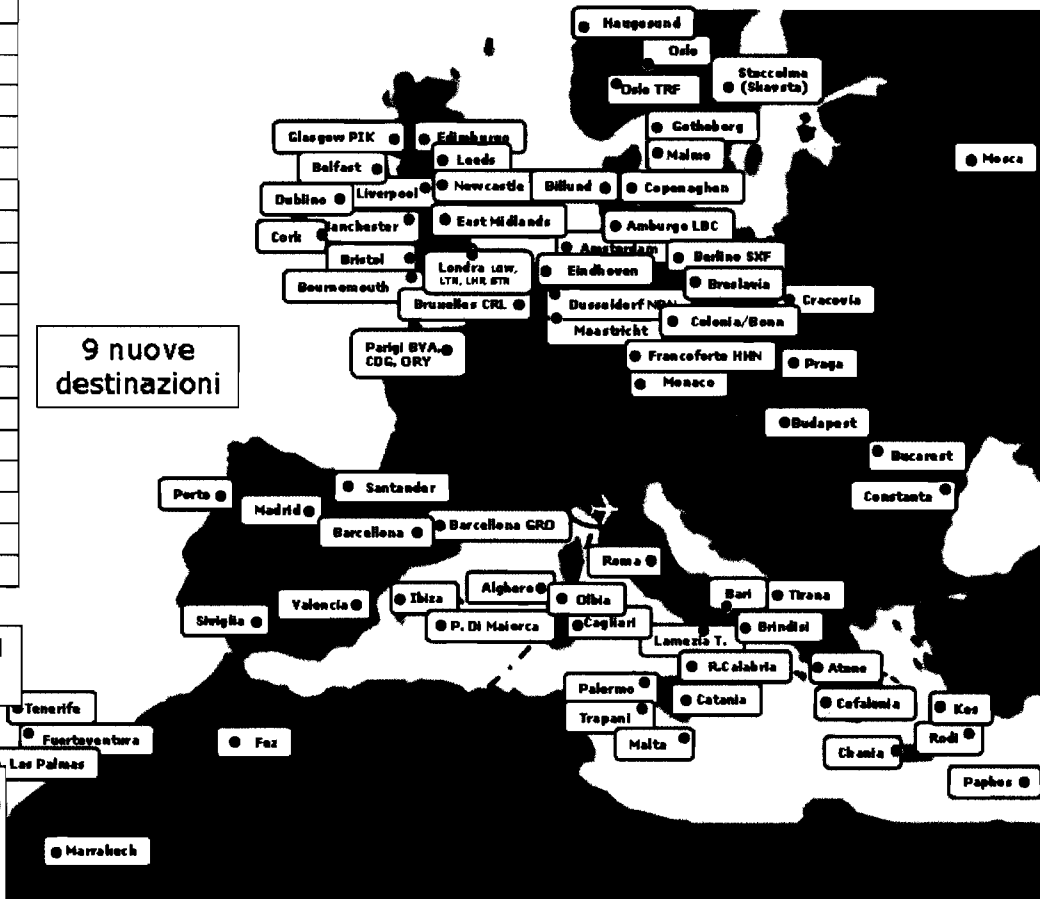 Haugesund
Oslo
Stoccolma
(Skavsta)
Oslo TRF
Gotheborg
Glasgow PIK
Edimburgo
Malmo
Mosca
Leeds
Belfast
Newcastle
Billund
Copenaghen
Liverpool
Dublino
East Midlands
Amburgo LBC
anchester
Cork
Amsterdam
Berlino SXF
Bristol
Londra LGW,
LTN, LHR, STN
Eindhoven
Breslavia
Bournemouth
Bruxelles CRL
Dusseldorf NRN
Cracovia
Colonia/Bonn
Maastricht
9 nuove
destinazioni
Parigi BVA,
CDG, ORY
Francoforte HHN
Praga
Monaco
Budapest
Bucarest
Santander
Porto
Constanta
Madrid
Barcellona
Barcellona GRO
Roma
Alghero
Bari
Tirana
Ibiza
Olbia
Valencia
Siviglia
P. Di Maiorca
Cagliari
Brindisi
Lamezia T.
R.Calabria
Atene
Palermo
Catania
Cefalonia
Kos
Tenerife
Trapani
Fuerteventura
Fez
Malta
Rodi
Chania
Las Palmas
Paphos
Marrakech